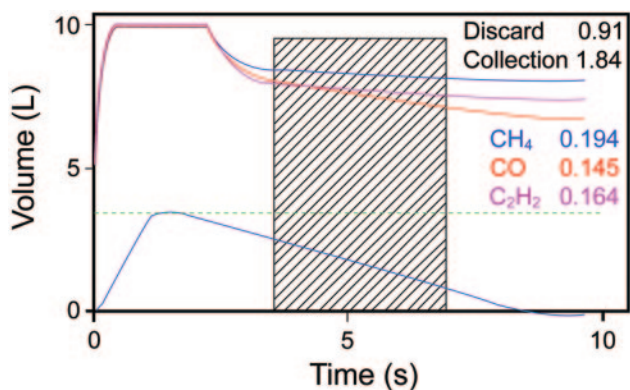 10
Discard 0.91
Collection 1.84
CH₄ 0.194
CO 0.145
C₂H₂ 0.164
5
0
0 5 10
Volume (L)
Time (s)